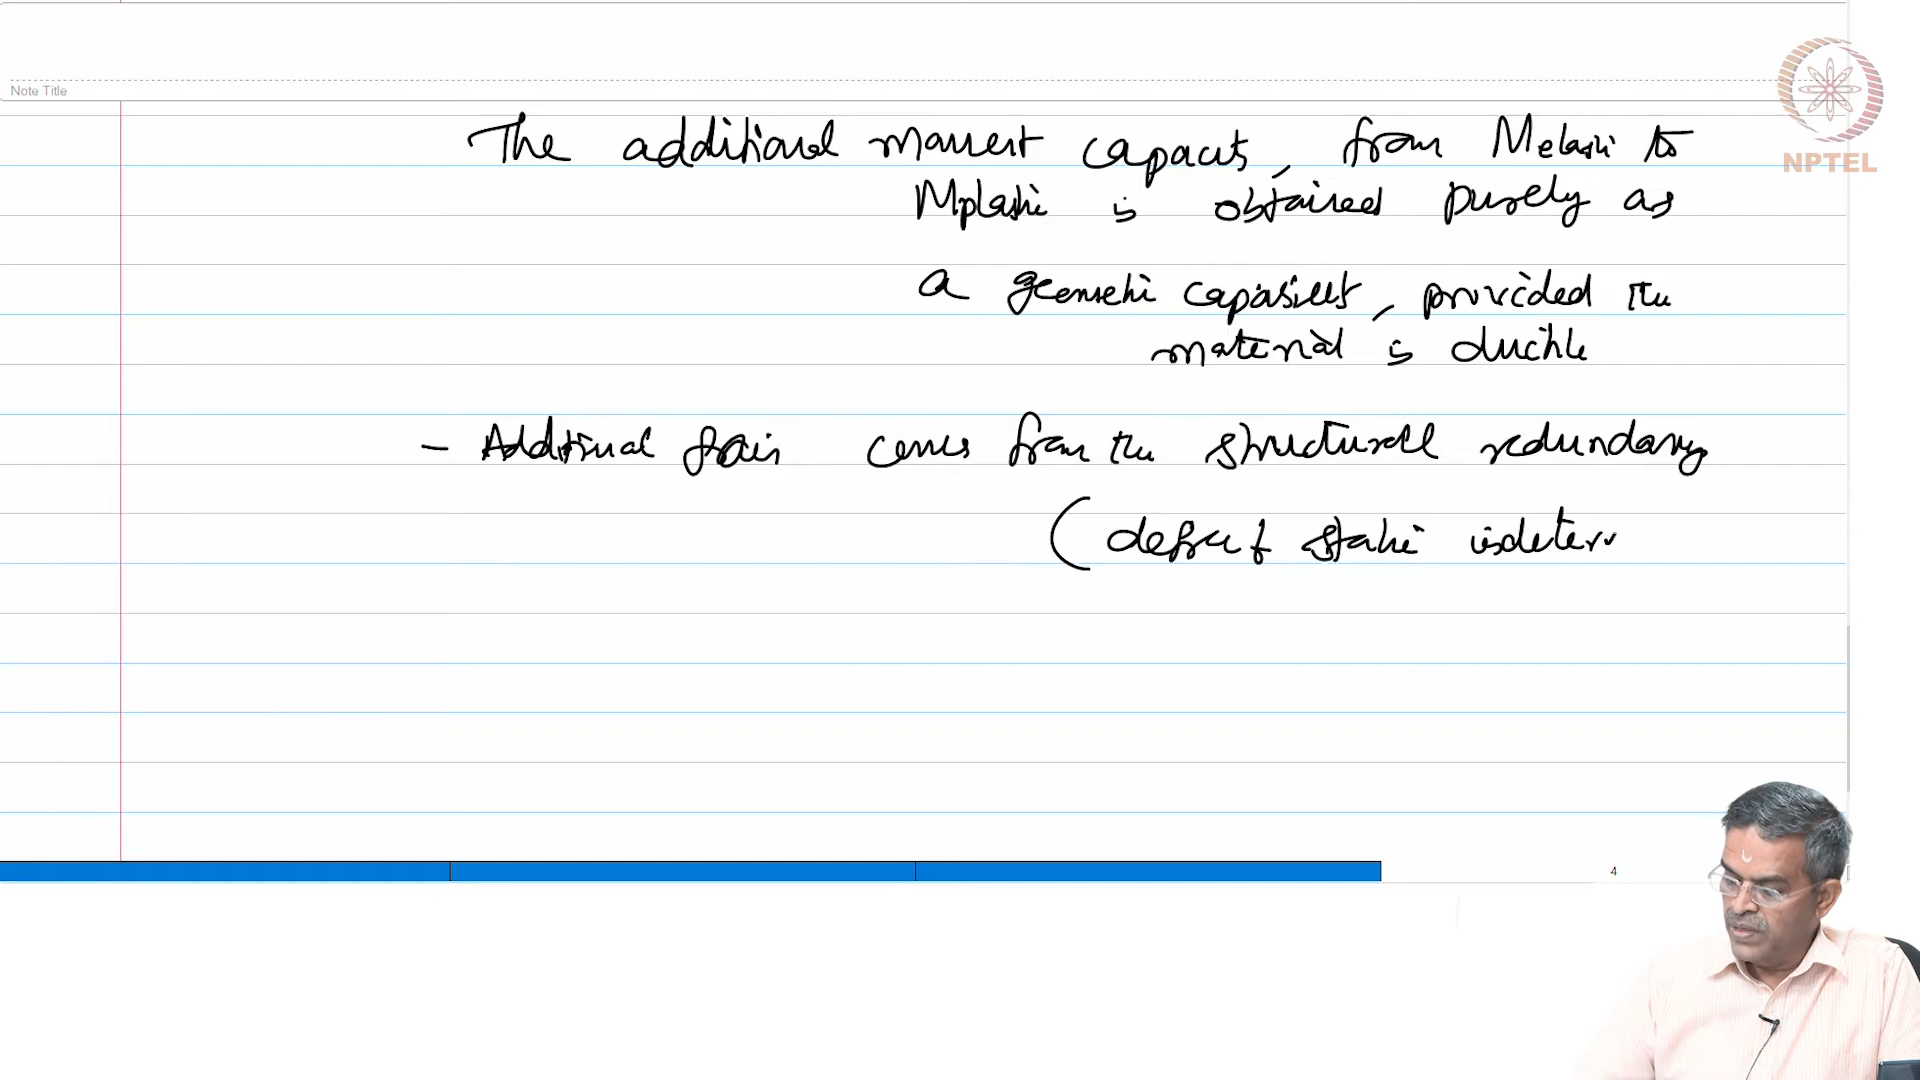 Note Title
NPTEL
The additional moment capacity, from Melastic to
Mplastic is obtained purely as
a geometric capability, provided the
material is ductile
- Additional gain comes from the structural redundancy
(degree of static indeter
4